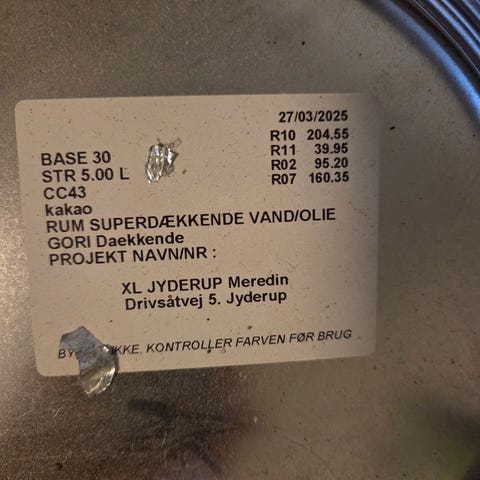 27/03/2025
R10 204.55
R11 39.95
R02 95.20
R07 160.35
BASE 30
STR 5.00 L
CC43
kakao
RUM SUPERDÆKKENDE VAND/OLIE
GORI Daekkende
PROJEKT NAVN/NR :
XL JYDERUP Meredin
Drivsåtvej 5. Jyderup
IKKE. KONTROLLER FARVEN FØR BRUG